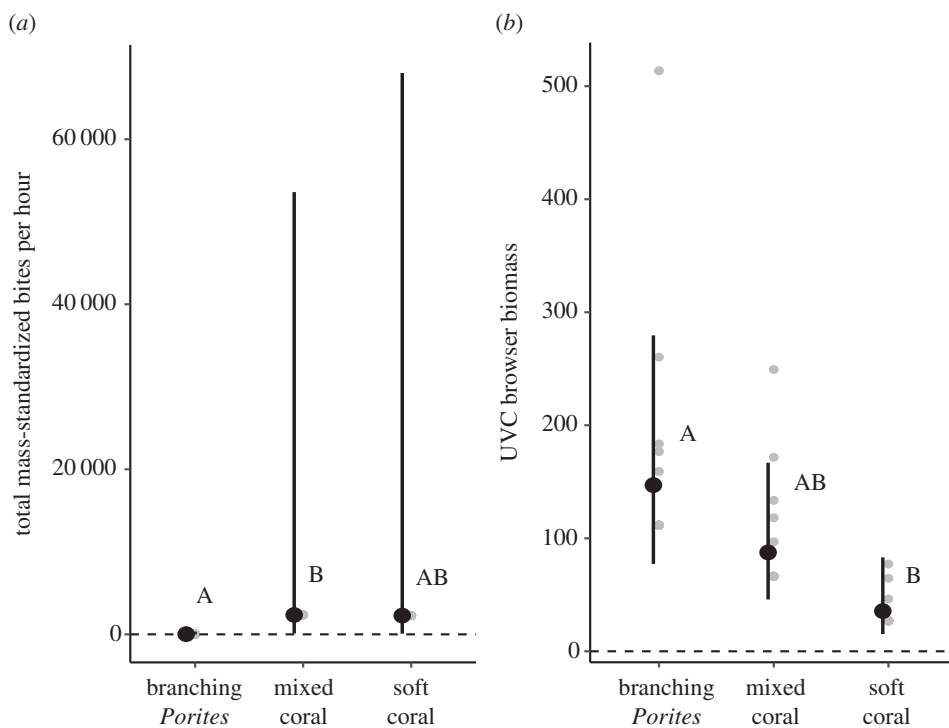 (a)
total mass-standardized bites per hour
60 000
40 000
20 000
0
A
B
AB
branching
Porites
mixed
coral
soft
coral
(b)
UVC browser biomass
500
400
300
200
100
0
A
AB
B
branching
Porites
mixed
coral
soft
coral